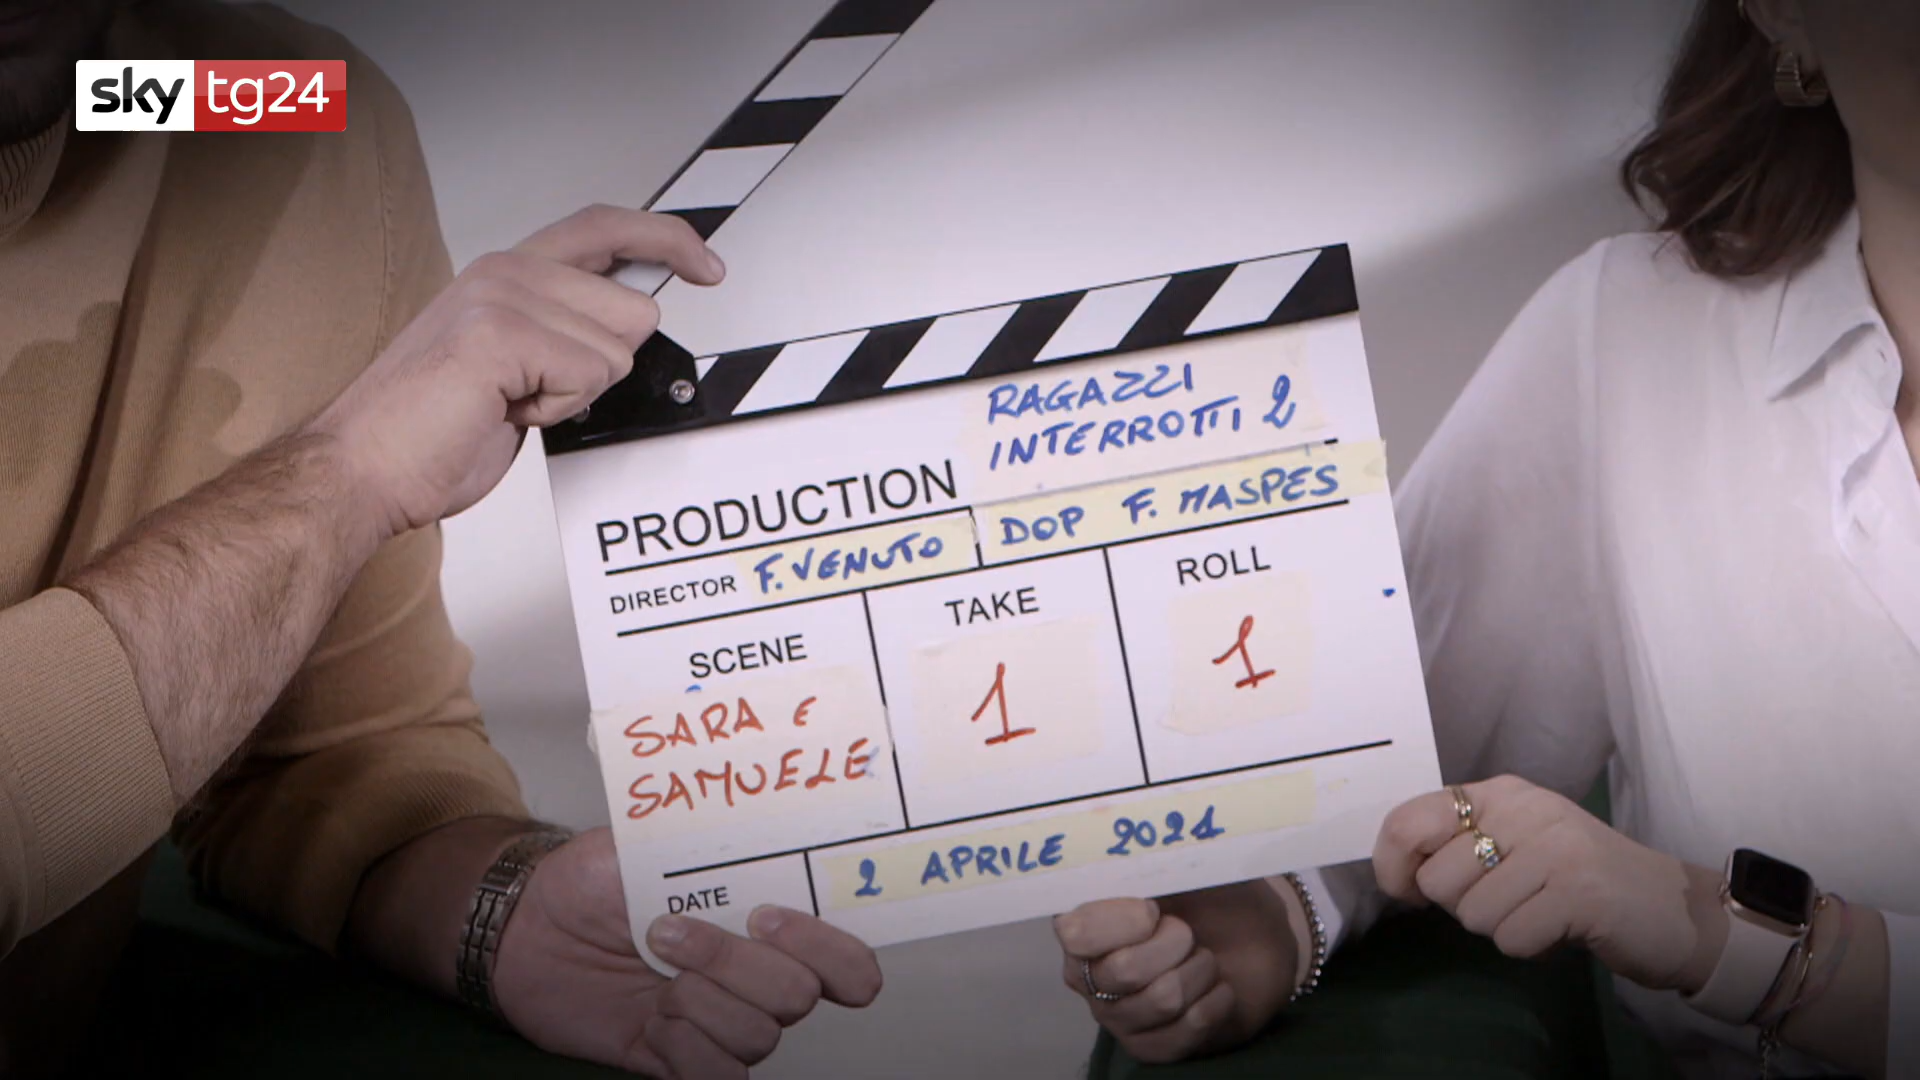 sky tg24
RAGAZZI
INTERROTTI 2
PRODUCTION
DIRECTOR F. VENUTO DOP F. MASPES
SCENE TAKE ROLL
SARA E
SAMUELE
1 1
DATE 2 APRILE 2021